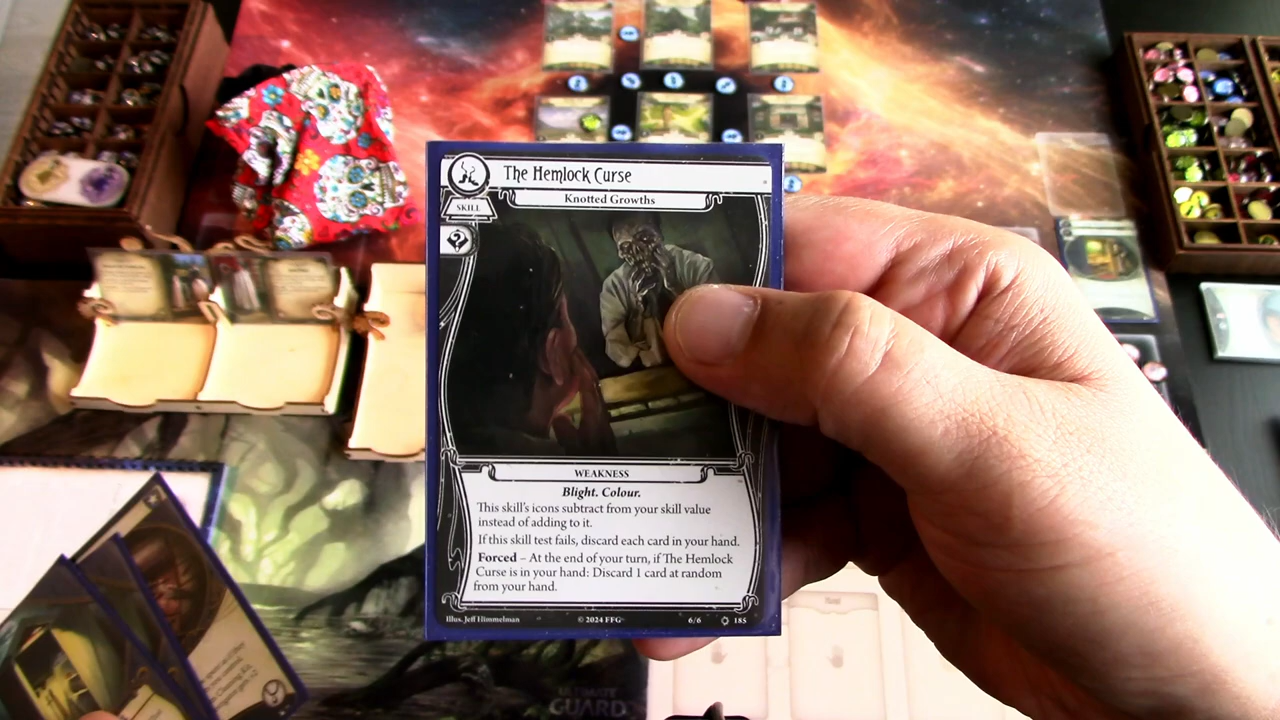 The Hemlock Curse
SKILL
Knotted Growths
?
WEAKNESS
Blight. Colour.
This skill's icons subtract from your skill value
instead of adding to it.
If this skill test fails, discard each card in your hand.
Forced – At the end of your turn, if The Hemlock
Curse is in your hand: Discard 1 card at random
from your hand.
Illus. Jeff Himmelman
© 2024 FFG
6/6
185
ULTIMATE
GUARD